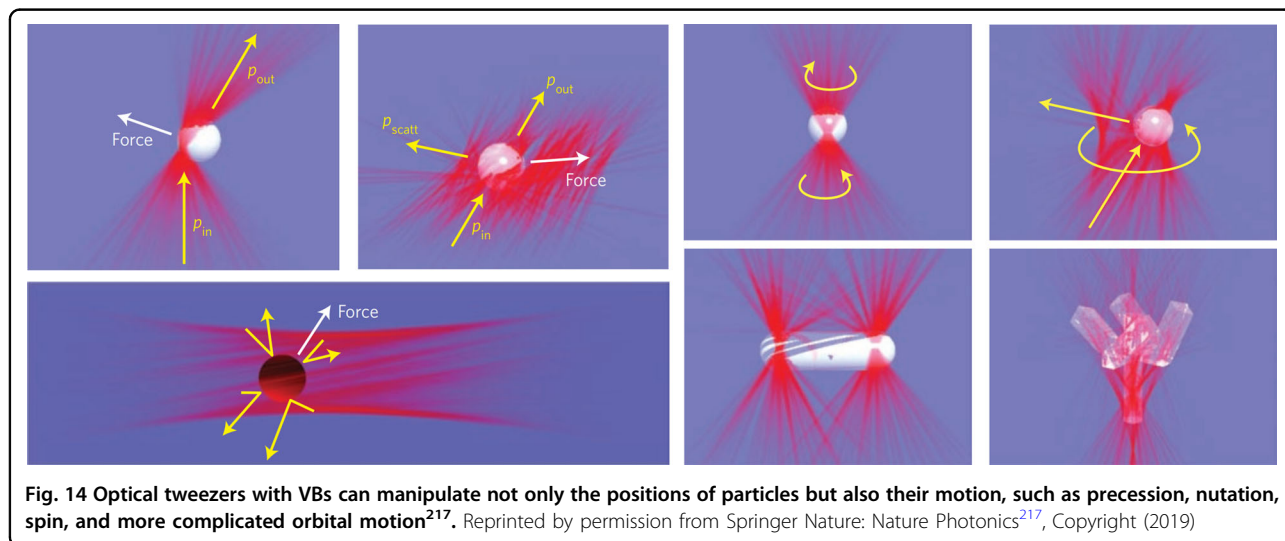 p_out
Force
p_in
p_out
p_scatt
Force
p_in
Force
Fig. 14 Optical tweezers with VBs can manipulate not only the positions of particles but also their motion, such as precession, nutation,
spin, and more complicated orbital motion²¹⁷. Reprinted by permission from Springer Nature: Nature Photonics²¹⁷, Copyright (2019)